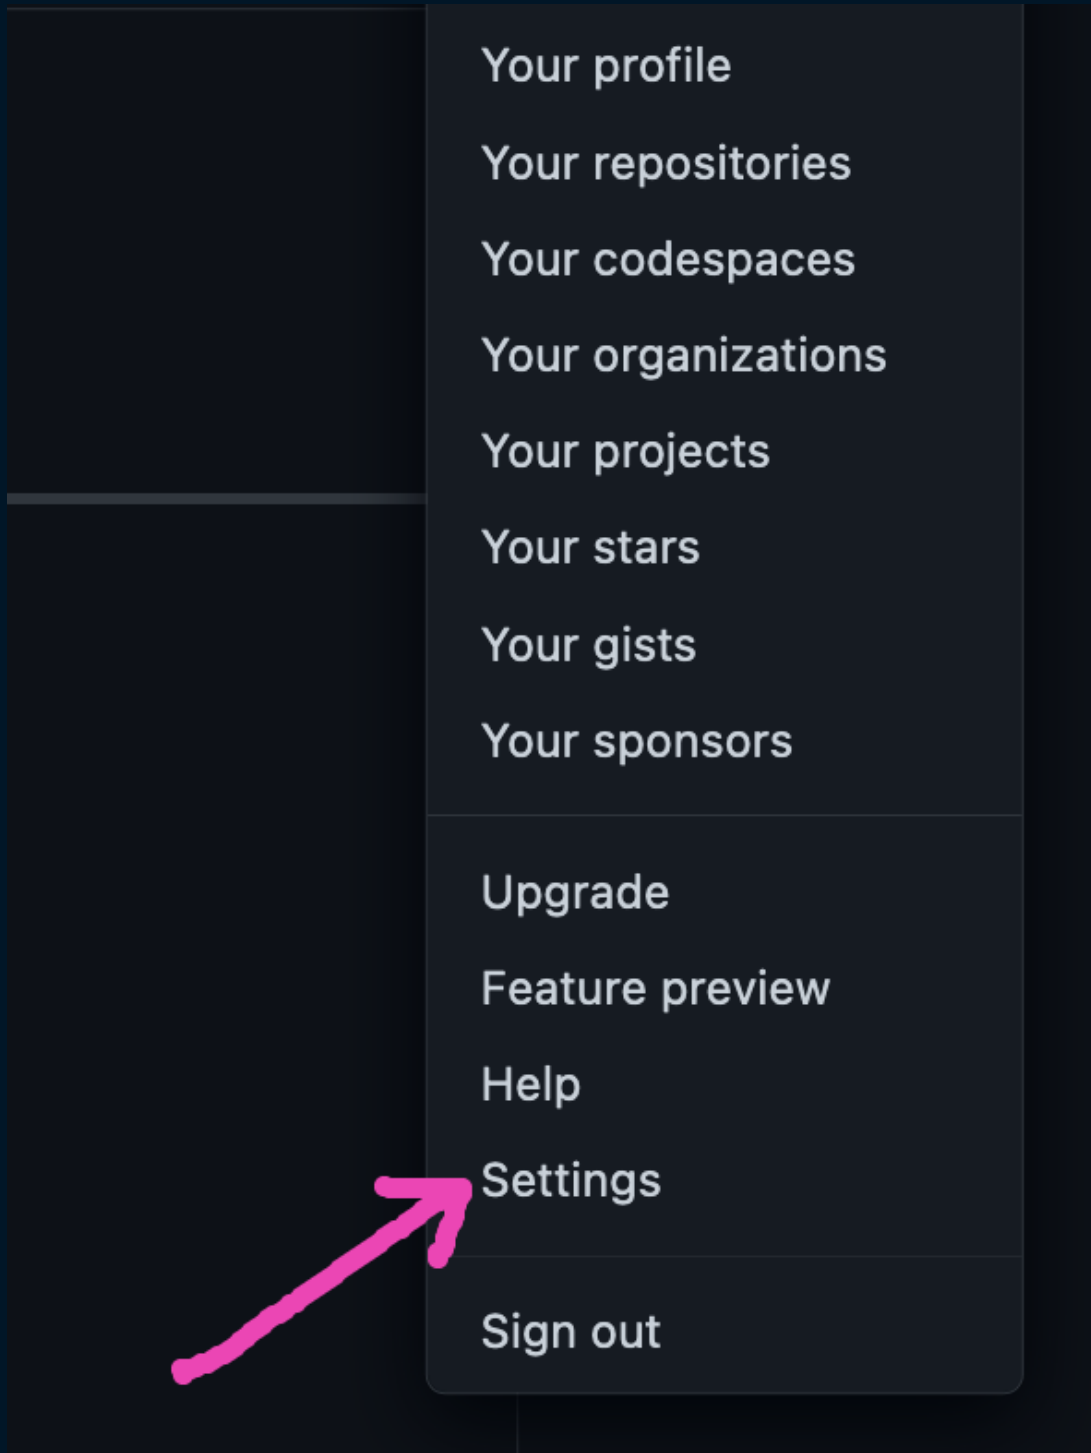 Your profile
Your repositories
Your codespaces
Your organizations
Your projects
Your stars
Your gists
Your sponsors
Upgrade
Feature preview
Help
Settings
Sign out